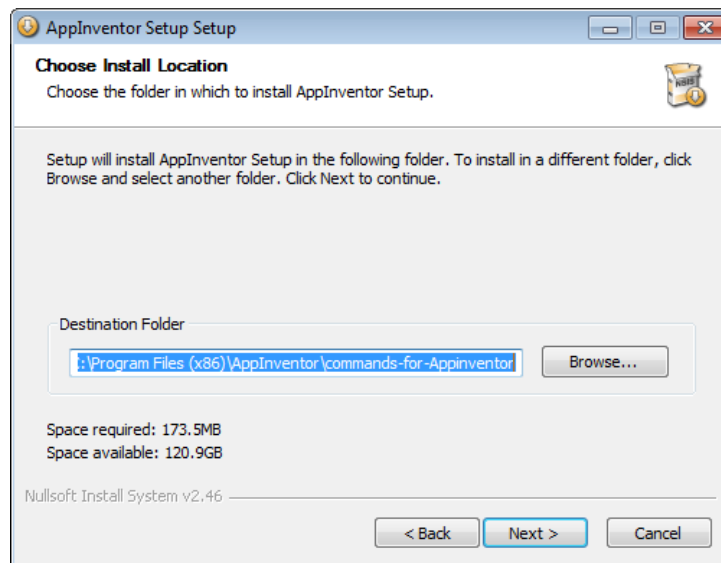 AppInventor Setup Setup
Choose Install Location
Choose the folder in which to install AppInventor Setup.
Setup will install AppInventor Setup in the following folder. To install in a different folder, click
Browse and select another folder. Click Next to continue.
Destination Folder
:\Program Files (x86)\AppInventor\commands-for-Appinventor
Browse...
Space required: 173.5MB
Space available: 120.9GB
Nullsoft Install System v2.46
< Back
Next >
Cancel